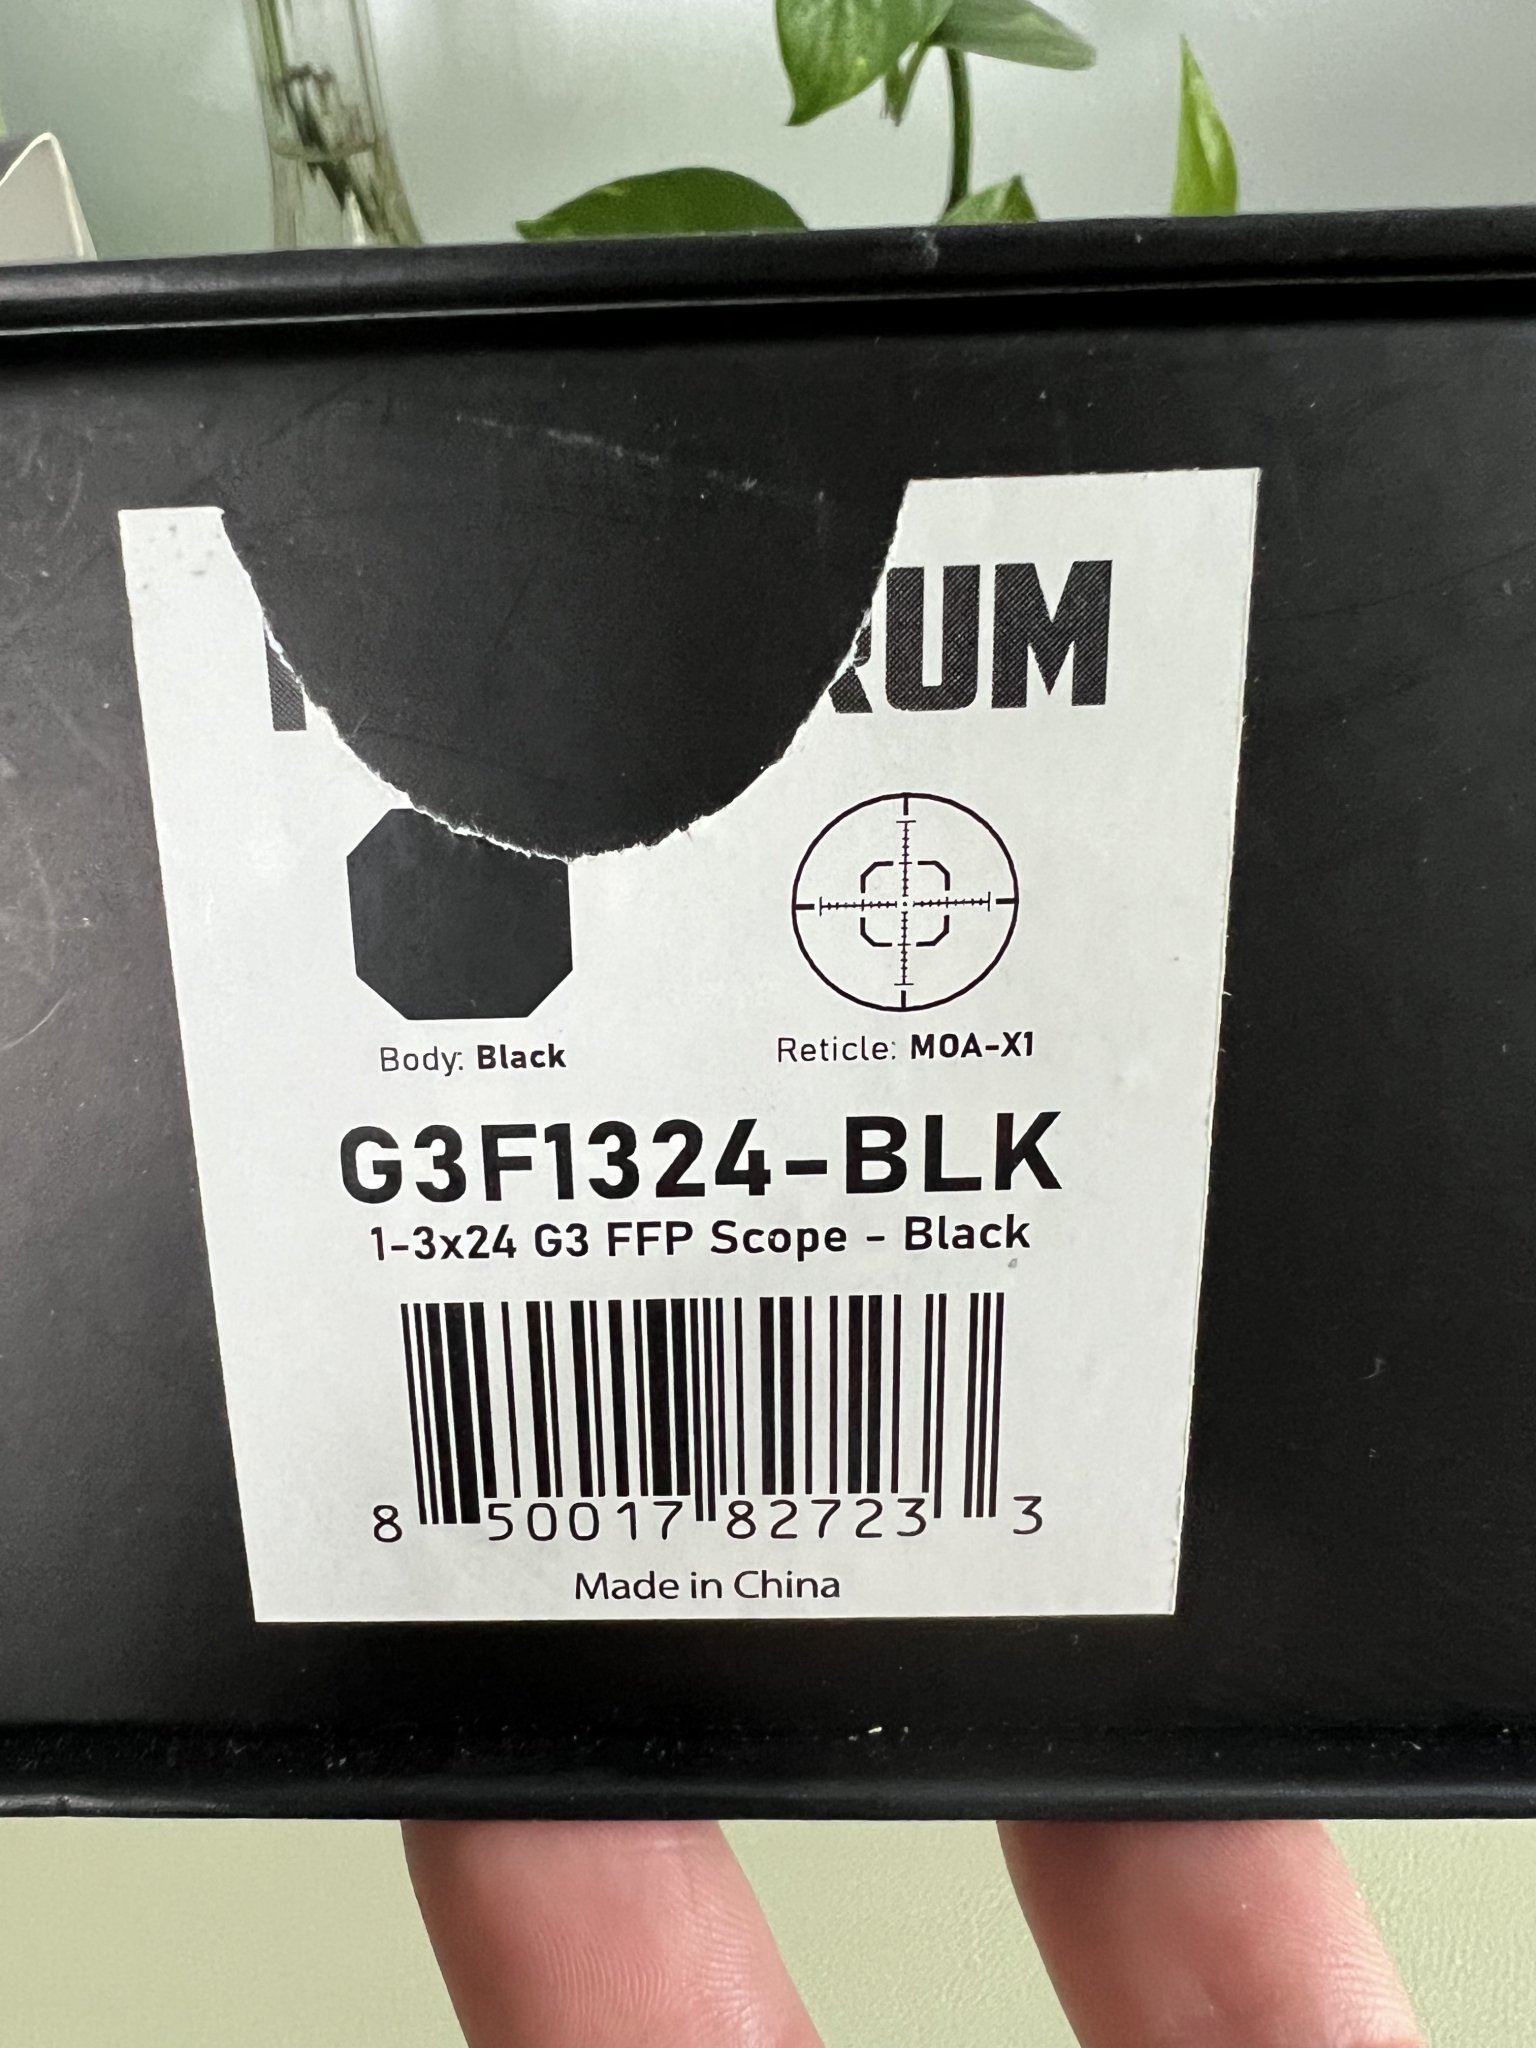 RUM
Body: Black
Reticle: MOA-X1
G3F1324-BLK
1-3x24 G3 FFP Scope - Black
8 50017 82723 3
Made in China